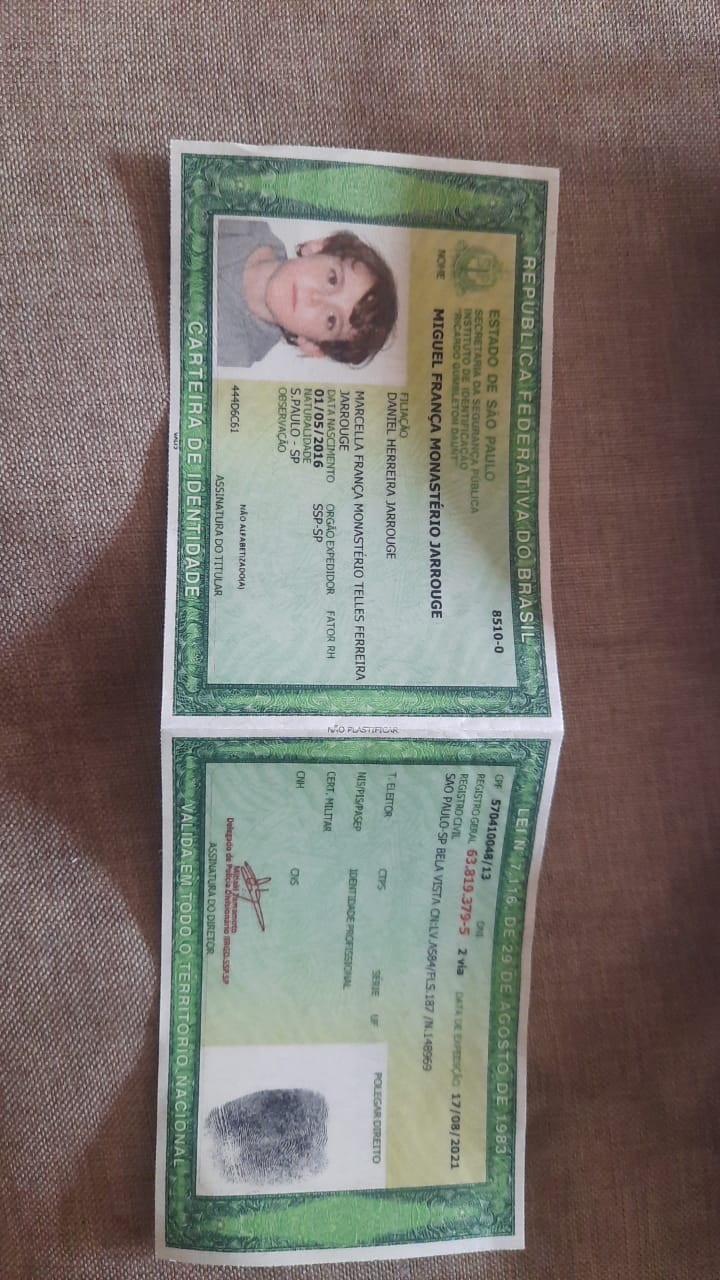 REPÚBLICA FEDERATIVA DO BRASIL
8510-0
ESTADO DE SÃO PAULO
SECRETARIA DA SEGURANÇA PÚBLICA
INSTITUTO DE IDENTIFICAÇÃO
"RICARDO GUMBLETON DAUNT"
NOME
MIGUEL FRANÇA MONASTÉRIO JARROUGE
FILIAÇÃO
DANIEL HERREIRA JARROUGE
MARCELLA FRANÇA MONASTÉRIO TELLES FERREIRA
JARROUGE
DATA NASCIMENTO ORGÃO EXPEDIDOR FATOR RH
01/05/2016 SSP-SP
NATURALIDADE
S.PAULO - SP
OBSERVAÇÃO
NÃO ALFABETIZADO(A)
444D6C61
ASSINATURA DO TITULAR
CARTEIRA DE IDENTIDADE
NÃO PLASTIFICAR
LEI Nº 7.116, DE 29 DE AGOSTO DE 1983
CPF 570410048/13 DNI
REGISTRO GERAL 63.819.379-5 2 via DATA DE EXPEDIÇÃO 17/08/2021
REGISTRO CIVIL
SAO PAULO-SP BELA VISTA CN:LV.A584/FLS.187 /N.148969
T. ELEITOR CTPS SÉRIE UF
POLEGAR DIREITO
NIS/PIS/PASEP IDENTIDADE PROFISSIONAL
CERT. MILITAR
CNH CNS
Delegado de Polícia Divisionário IIRGD.SSP.SP
ASSINATURA DO DIRETOR
VÁLIDA EM TODO O TERRITÓRIO NACIONAL